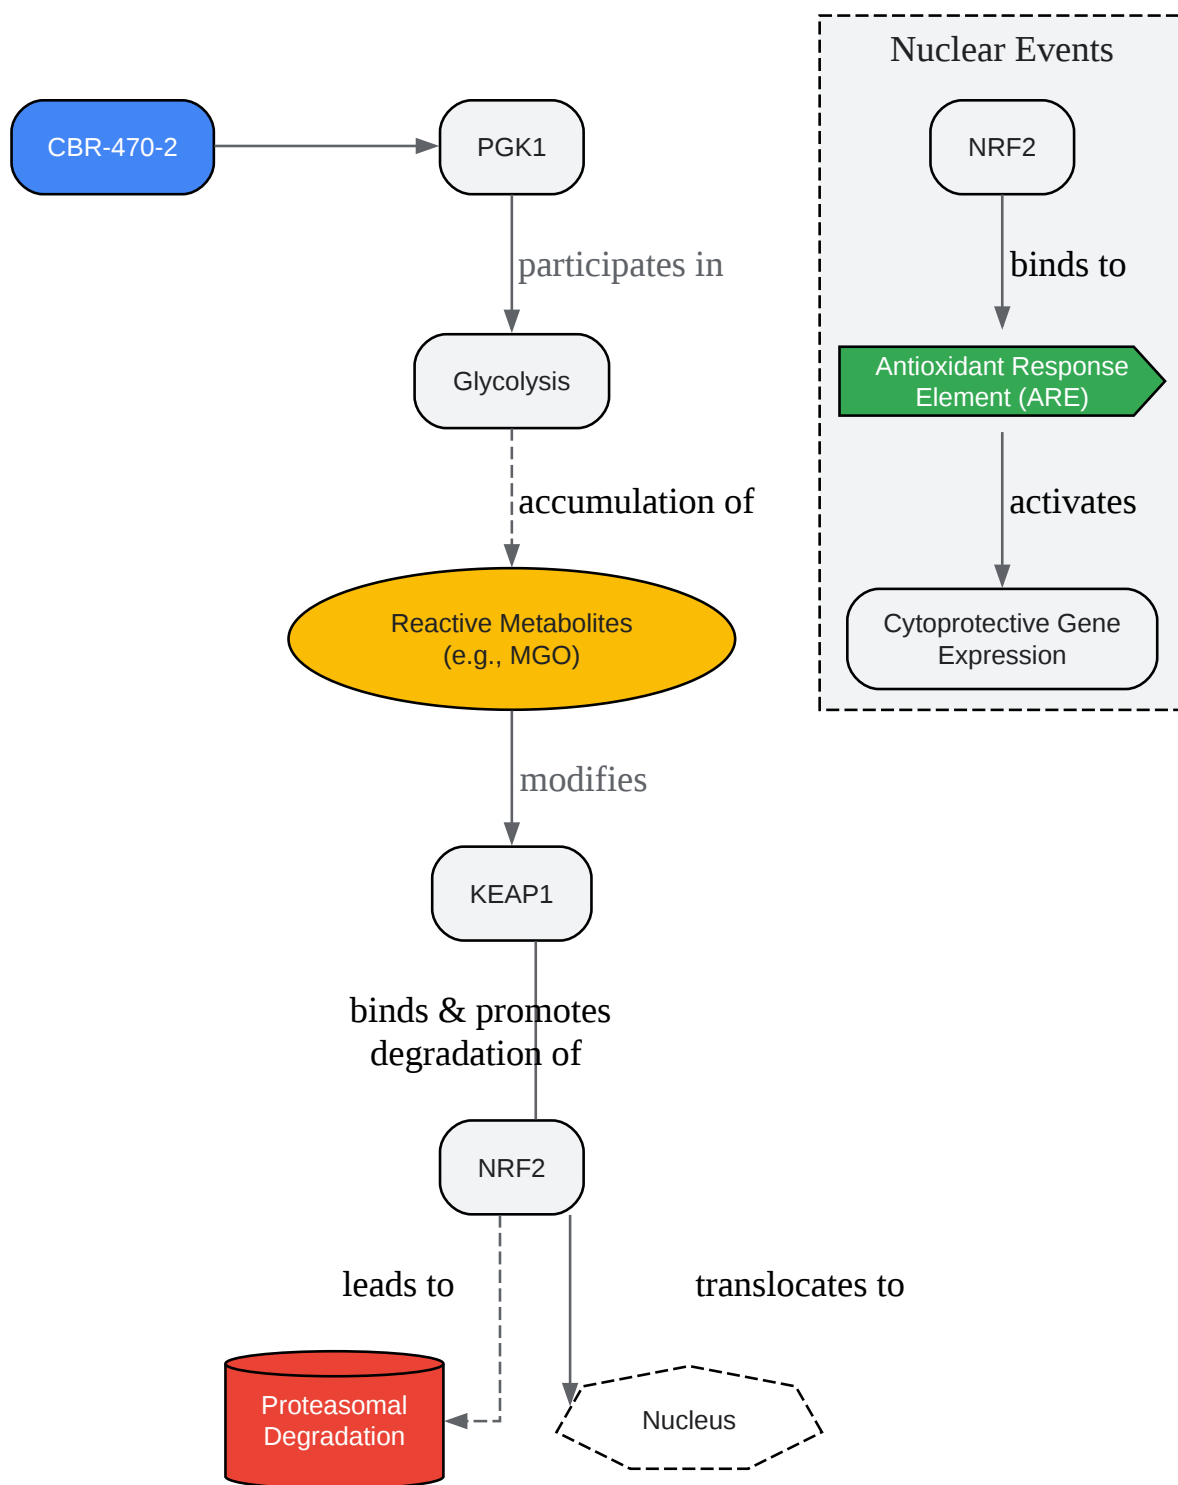 Nuclear Events
CBR-470-2
PGK1
NRF2
participates in
binds to
Glycolysis
Antioxidant Response
Element (ARE)
accumulation of
activates
Reactive Metabolites
(e.g., MGO)
Cytoprotective Gene
Expression
modifies
KEAP1
binds & promotes
degradation of
NRF2
leads to
translocates to
Proteasomal
Degradation
Nucleus